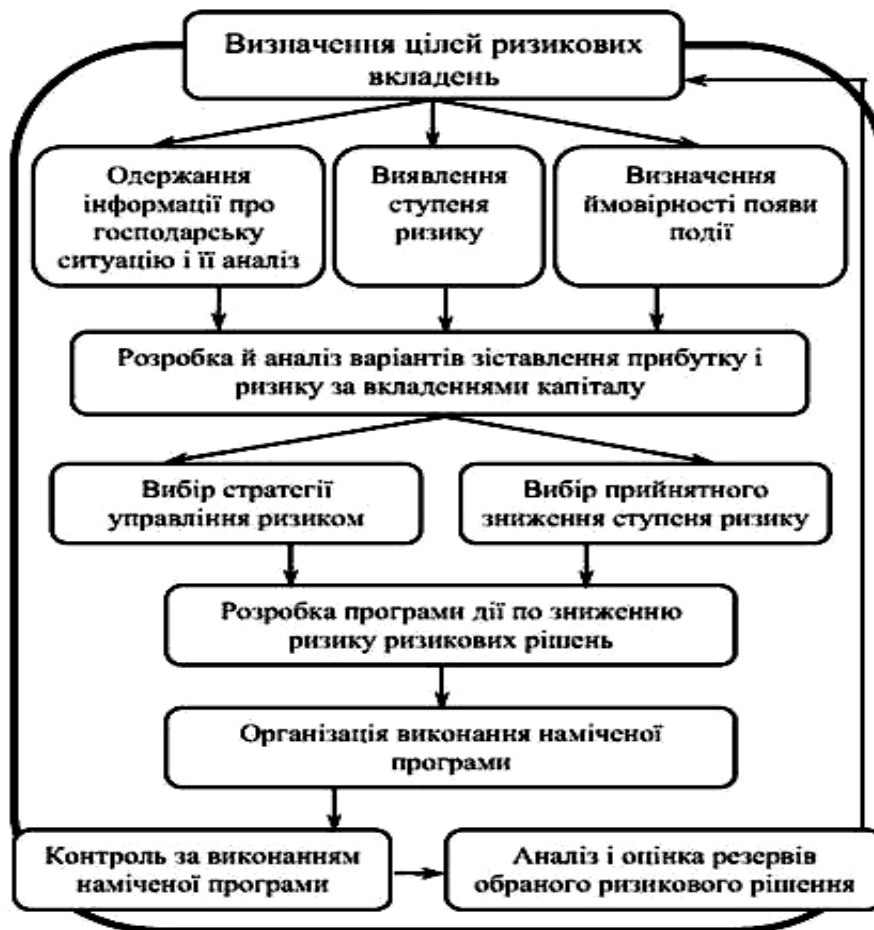 Визначення цілей ризикових
вкладень
Одержання
інформації про
господарську
ситуацію і її аналіз
Виявлення
ступеня
ризику
Визначення
ймовірності появи
події
Розробка й аналіз варіантів зіставлення прибутку і
ризику за вкладеннями капіталу
Вибір стратегії
управління ризиком
Вибір прийнятного
зниження ступеня ризику
Розробка програми дії по зниженню
ризику ризикових рішень
Організація виконання наміченої
програми
Контроль за виконанням
наміченої програми
Аналіз і оцінка резервів
обраного ризикового рішення